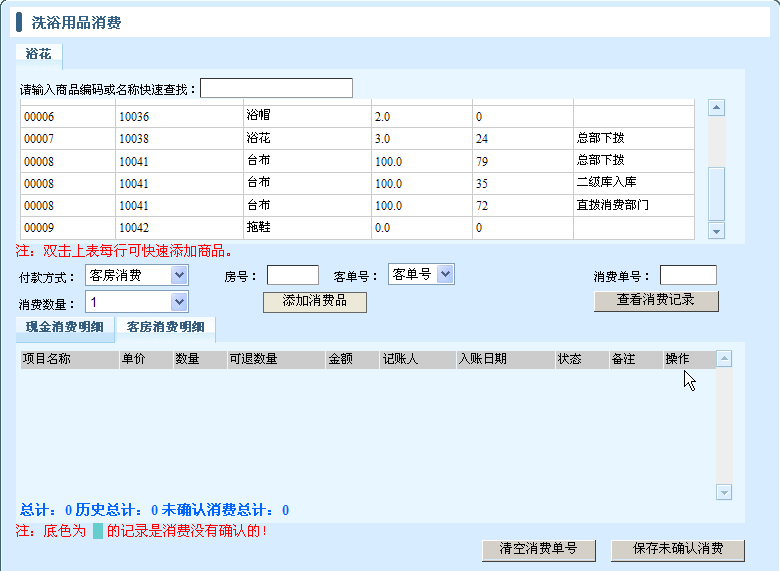 洗浴用品消费
浴花
请输入商品编码或名称快速查找：
00006 10036 浴帽 2.0 0
00007 10038 浴花 3.0 24 总部下拨
00008 10041 台布 100.0 79 总部下拨
00008 10041 台布 100.0 35 二级库入库
00008 10041 台布 100.0 72 直拨消费部门
00009 10042 拖鞋 0.0 0
注：双击上表每行可快速添加商品。
付款方式： 客房消费 房号： 客单号： 客单号 消费单号：
消费数量： 1 添加消费品 查看消费记录
现金消费明细 客房消费明细
项目名称 单价 数量 可退数量 金额 记账人 入账日期 状态 备注 操作
总计：0 历史总计：0 未确认消费总计：0
注：底色为 的记录是消费没有确认的!
清空消费单号 保存未确认消费